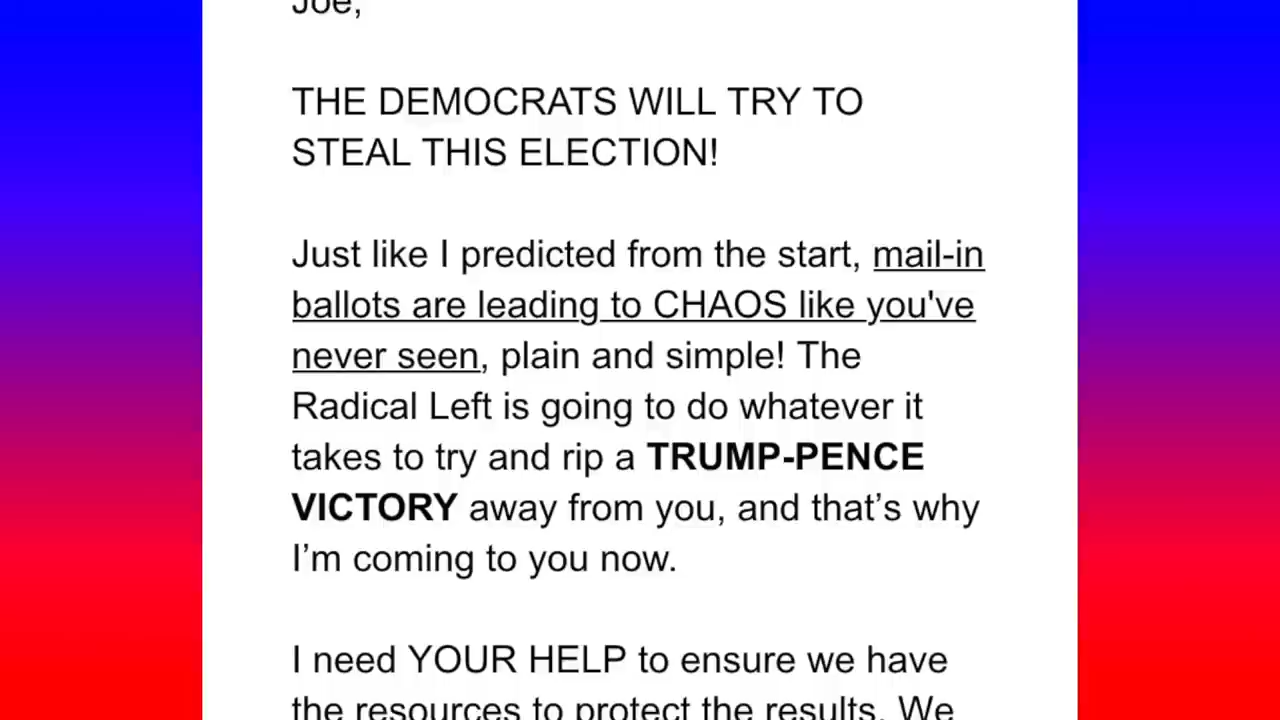 Joe,
THE DEMOCRATS WILL TRY TO
STEAL THIS ELECTION!
Just like I predicted from the start, mail-in
ballots are leading to CHAOS like you've
never seen, plain and simple! The
Radical Left is going to do whatever it
takes to try and rip a TRUMP-PENCE
VICTORY away from you, and that’s why
I’m coming to you now.
I need YOUR HELP to ensure we have
the resources to protect the results. We